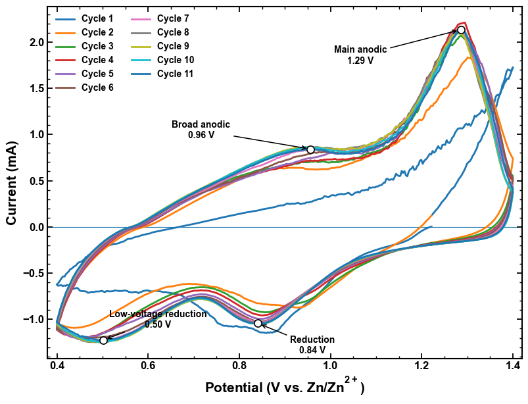 Cycle 1
Cycle 2
Cycle 3
Cycle 4
Cycle 5
Cycle 6
Cycle 7
Cycle 8
Cycle 9
Cycle 10
Cycle 11
Main anodic
1.29 V
Broad anodic
0.96 V
Low-voltage reduction
0.50 V
Reduction
0.84 V
Current (mA)
2.0
1.5
1.0
0.5
0.0
−0.5
−1.0
0.4
0.6
0.8
1.0
1.2
1.4
Potential (V vs. Zn/Zn²⁺)